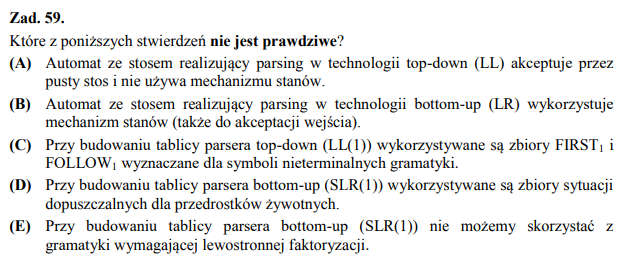 Zad. 59.
Które z poniższych stwierdzeń nie jest prawdziwe?
(A) Automat ze stosem realizujący parsing w technologii top-down (LL) akceptuje przez
pusty stos i nie używa mechanizmu stanów.
(B) Automat ze stosem realizujący parsing w technologii bottom-up (LR) wykorzystuje
mechanizm stanów (także do akceptacji wejścia).
(C) Przy budowaniu tablicy parsera top-down (LL(1)) wykorzystywane są zbiory FIRST₁ i
FOLLOW₁ wyznaczane dla symboli nieterminalnych gramatyki.
(D) Przy budowaniu tablicy parsera bottom-up (SLR(1)) wykorzystywane są zbiory sytuacji
dopuszczalnych dla przedrostków żywotnych.
(E) Przy budowaniu tablicy parsera bottom-up (SLR(1)) nie możemy skorzystać z
gramatyki wymagającej lewostronnej faktoryzacji.